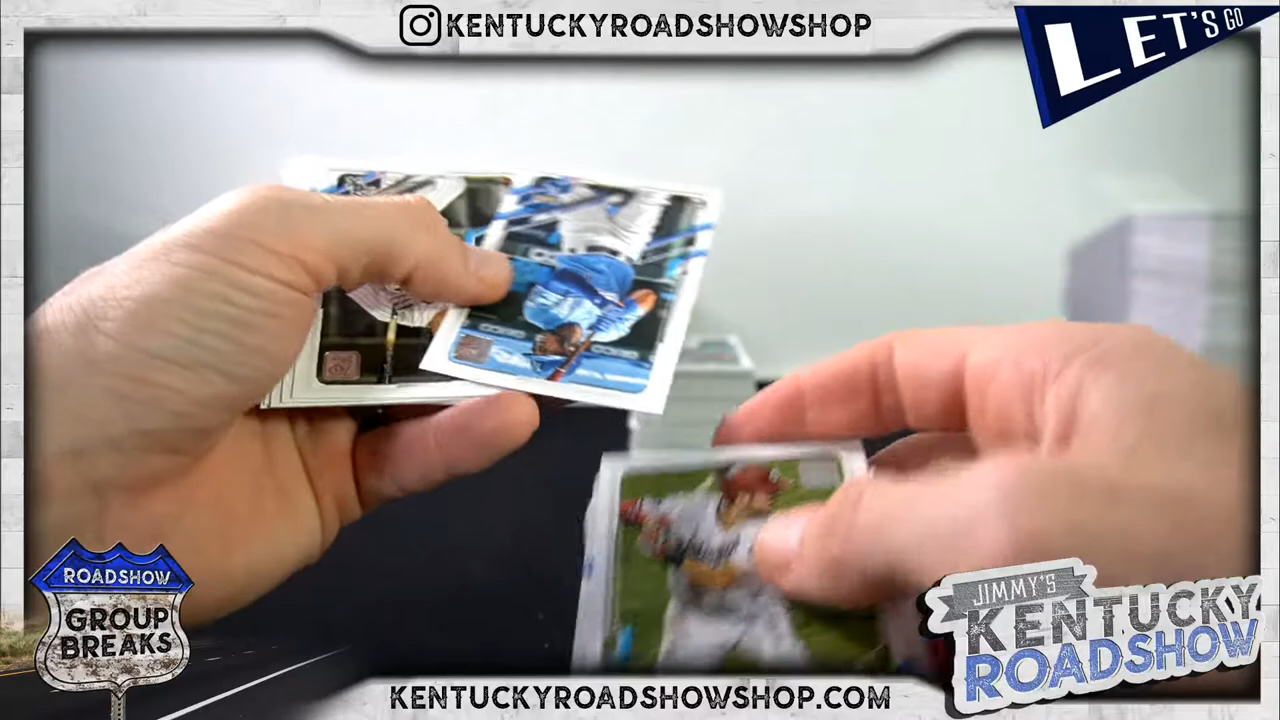 KENTUCKYROADSHOWSHOP
LET'S GO
ROADSHOW
GROUP
BREAKS
JIMMY'S
KENTUCKY
ROADSHOW
KENTUCKYROADSHOWSHOP.COM